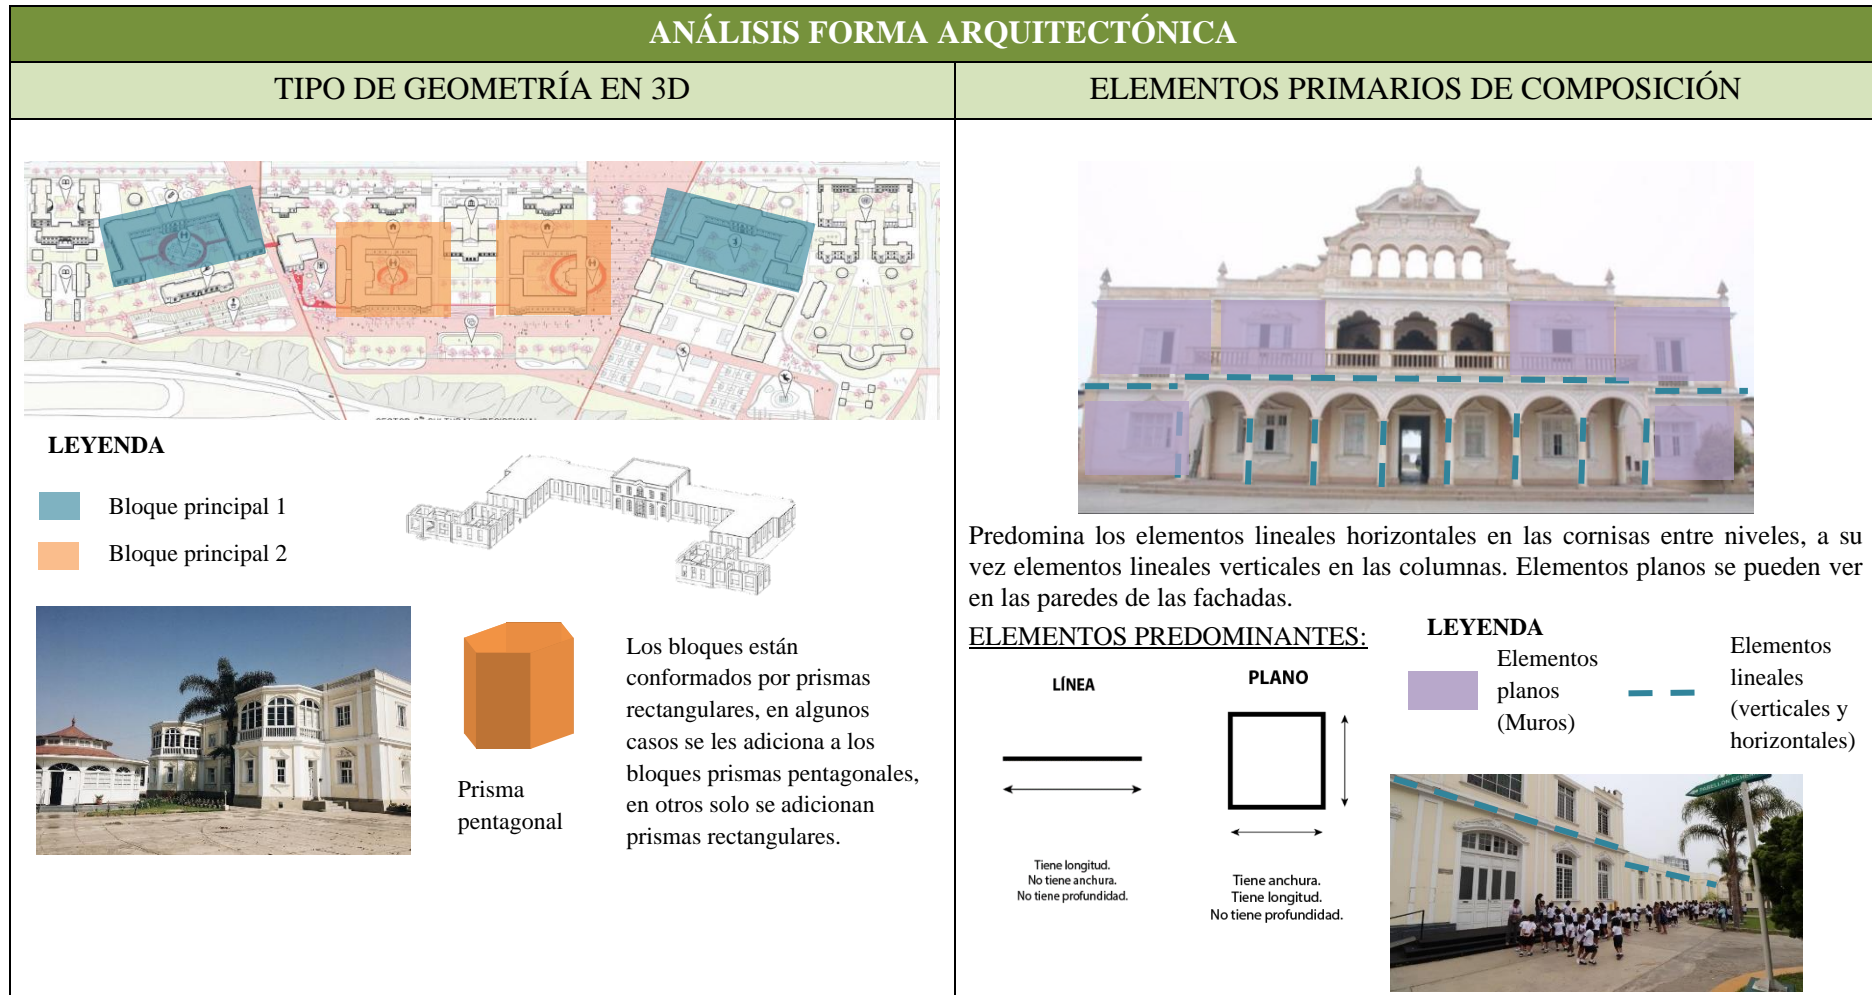 ANÁLISIS FORMA ARQUITECTÓNICA
TIPO DE GEOMETRÍA EN 3D
LEYENDA
Bloque principal 1
Bloque principal 2
Prisma
pentagonal
Los bloques están
conformados por prismas
rectangulares, en algunos
casos se les adiciona a los
bloques prismas pentagonales,
en otros solo se adicionan
prismas rectangulares.
ELEMENTOS PRIMARIOS DE COMPOSICIÓN
Predomina los elementos lineales horizontales en las cornisas entre niveles, a su
vez elementos lineales verticales en las columnas. Elementos planos se pueden ver
en las paredes de las fachadas.
ELEMENTOS PREDOMINANTES:
LÍNEA
Tiene longitud.
No tiene anchura.
No tiene profundidad.
PLANO
Tiene anchura.
Tiene longitud.
No tiene profundidad.
LEYENDA
Elementos
planos
(Muros)
Elementos
lineales
(verticales y
horizontales)